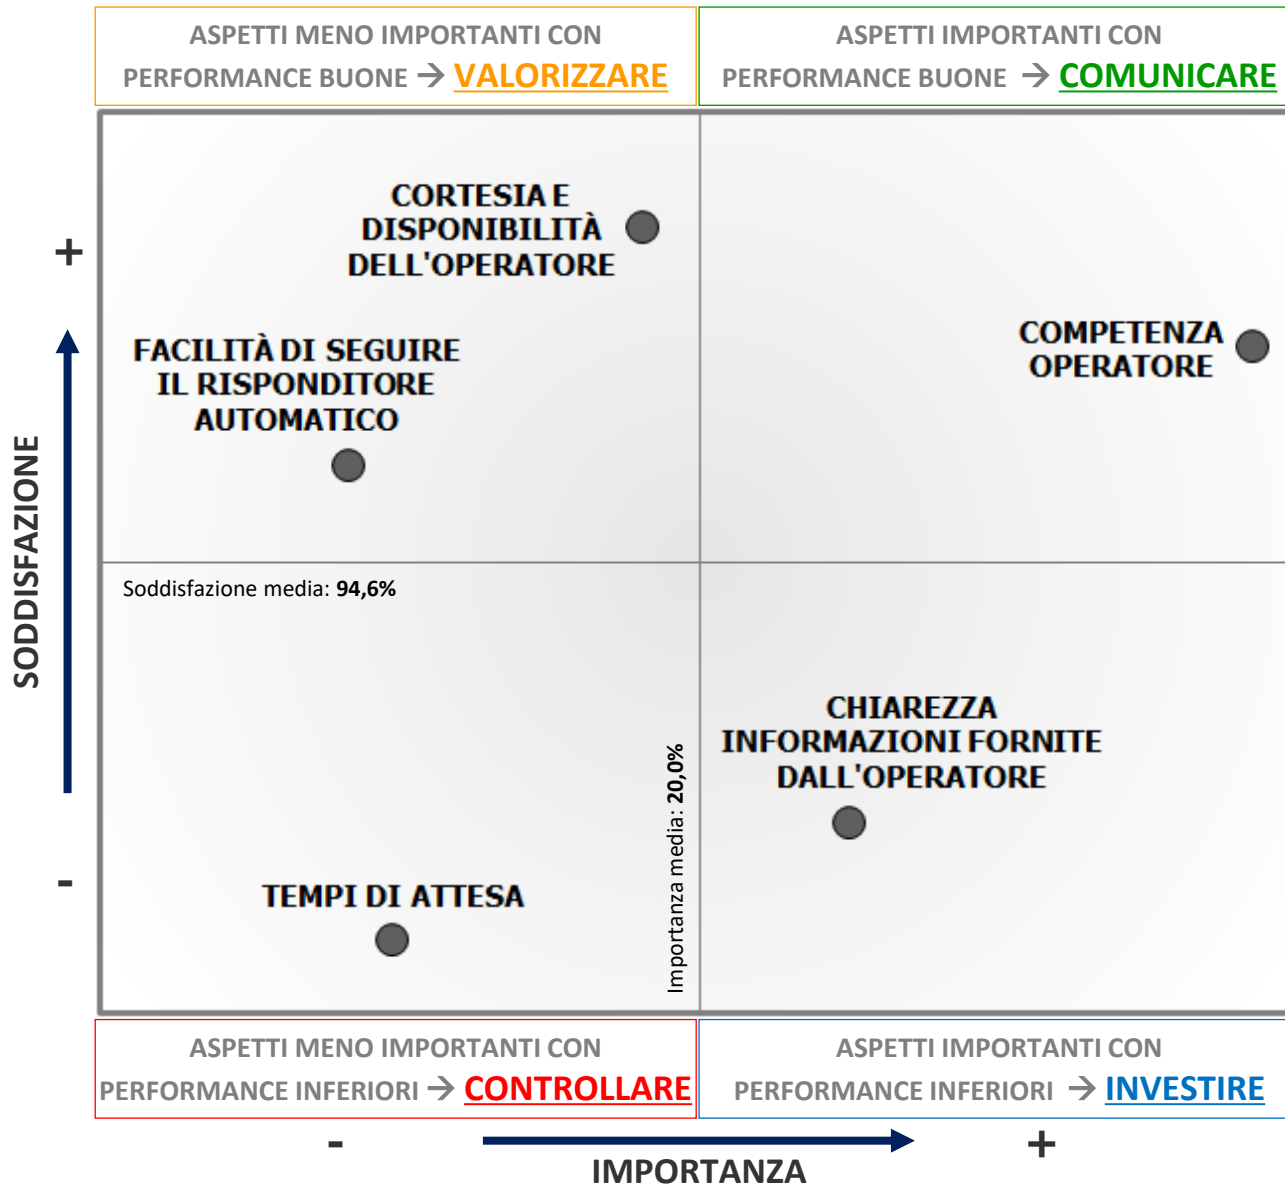 ASPETTI MENO IMPORTANTI CON
PERFORMANCE BUONE → VALORIZZARE
ASPETTI IMPORTANTI CON
PERFORMANCE BUONE → COMUNICARE
CORTESIA E
DISPONIBILITÀ
DELL'OPERATORE
+
FACILITÀ DI SEGUIRE
IL RISPONDITORE
AUTOMATICO
COMPETENZA
OPERATORE
SODDISFAZIONE
Soddisfazione media: 94,6%
CHIAREZZA
INFORMAZIONI FORNITE
DALL'OPERATORE
Importanza media: 20,0%
-
TEMPI DI ATTESA
ASPETTI MENO IMPORTANTI CON
PERFORMANCE INFERIORI → CONTROLLARE
ASPETTI IMPORTANTI CON
PERFORMANCE INFERIORI → INVESTIRE
-
+
IMPORTANZA